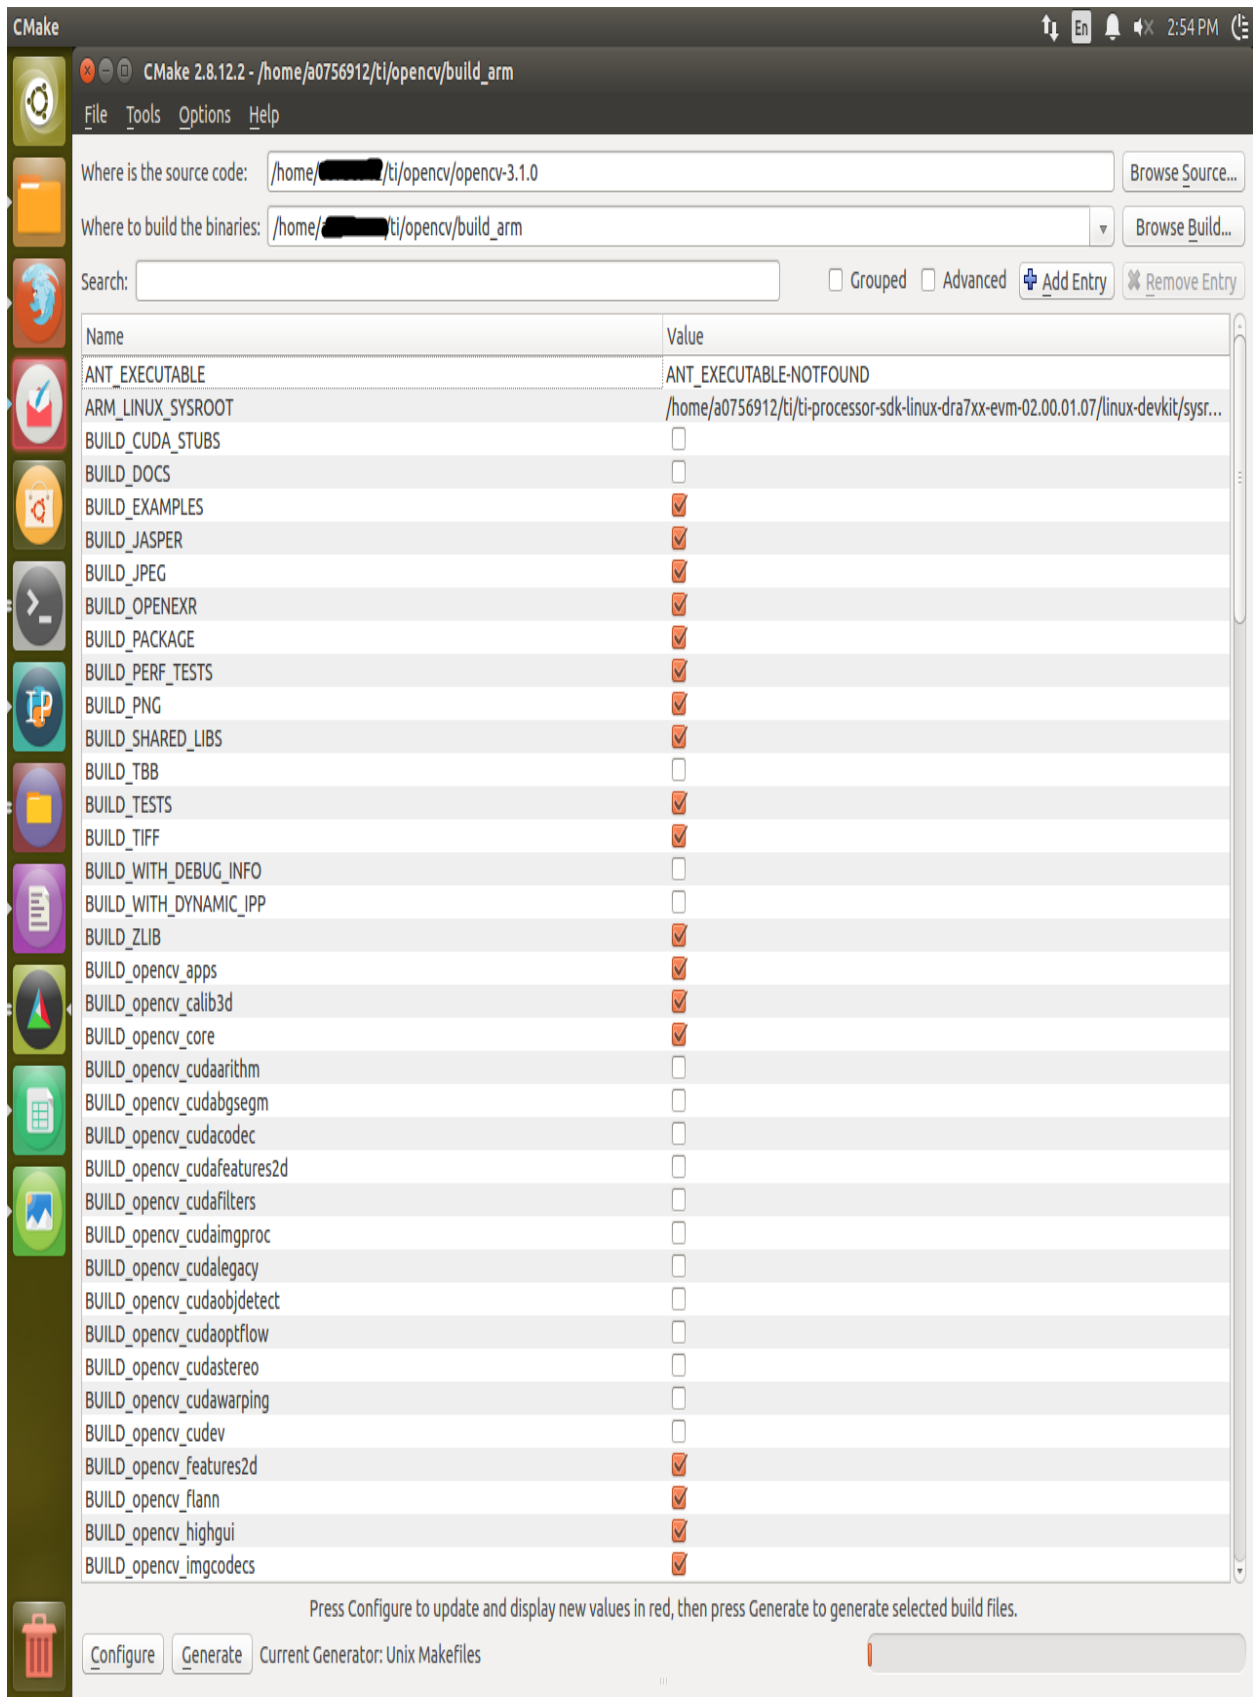 CMake En 2:54 PM
CMake 2.8.12.2 - /home/a0756912/ti/opencv/build_arm
File Tools Options Help
Where is the source code: /home/ /ti/opencv/opencv-3.1.0 Browse Source...
Where to build the binaries: /home/ /ti/opencv/build_arm Browse Build...
Search: Grouped Advanced Add Entry Remove Entry
Name Value
ANT_EXECUTABLE ANT_EXECUTABLE-NOTFOUND
ARM_LINUX_SYSROOT /home/a0756912/ti/ti-processor-sdk-linux-dra7xx-evm-02.00.01.07/linux-devkit/sysr...
BUILD_CUDA_STUBS
BUILD_DOCS
BUILD_EXAMPLES
BUILD_JASPER
BUILD_JPEG
BUILD_OPENEXR
BUILD_PACKAGE
BUILD_PERF_TESTS
BUILD_PNG
BUILD_SHARED_LIBS
BUILD_TBB
BUILD_TESTS
BUILD_TIFF
BUILD_WITH_DEBUG_INFO
BUILD_WITH_DYNAMIC_IPP
BUILD_ZLIB
BUILD_opencv_apps
BUILD_opencv_calib3d
BUILD_opencv_core
BUILD_opencv_cudaarithm
BUILD_opencv_cudabgsegm
BUILD_opencv_cudacodec
BUILD_opencv_cudafeatures2d
BUILD_opencv_cudafilters
BUILD_opencv_cudaimgproc
BUILD_opencv_cudalegacy
BUILD_opencv_cudaobjdetect
BUILD_opencv_cudaoptflow
BUILD_opencv_cudastereo
BUILD_opencv_cudawarping
BUILD_opencv_cudev
BUILD_opencv_features2d
BUILD_opencv_flann
BUILD_opencv_highgui
BUILD_opencv_imgcodecs
Press Configure to update and display new values in red, then press Generate to generate selected build files.
Configure Generate Current Generator: Unix Makefiles